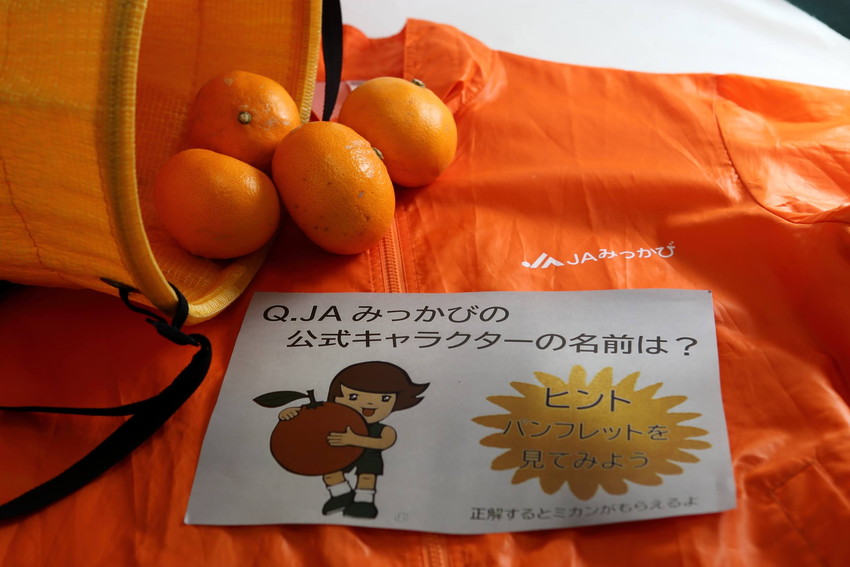 JAみっかび
Q.JA みっかびの
公式キャラクターの名前は？
ヒント
パンフレットを
見てみよう
正解するとミカンがもらえるよ